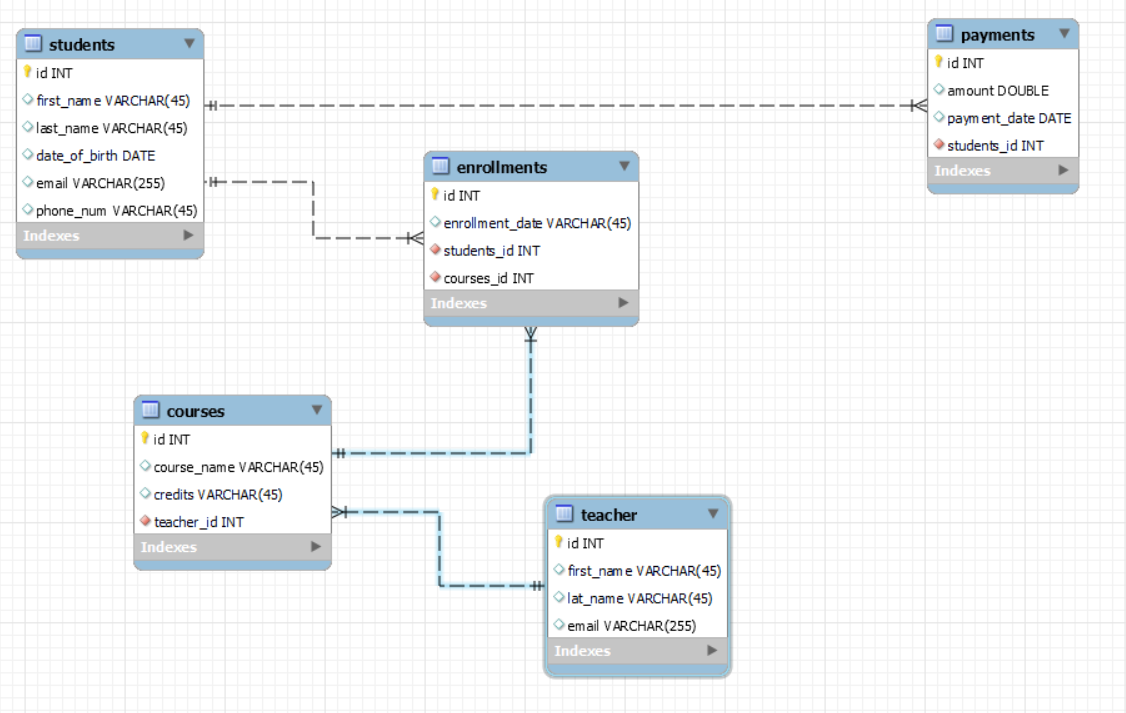 students
id INT
first_name VARCHAR(45)
last_name VARCHAR(45)
date_of_birth DATE
email VARCHAR(255)
phone_num VARCHAR(45)
Indexes
payments
id INT
amount DOUBLE
payment_date DATE
students_id INT
Indexes
enrollments
id INT
enrollment_date VARCHAR(45)
students_id INT
courses_id INT
Indexes
courses
id INT
course_name VARCHAR(45)
credits VARCHAR(45)
teacher_id INT
Indexes
teacher
id INT
first_name VARCHAR(45)
lat_name VARCHAR(45)
email VARCHAR(255)
Indexes